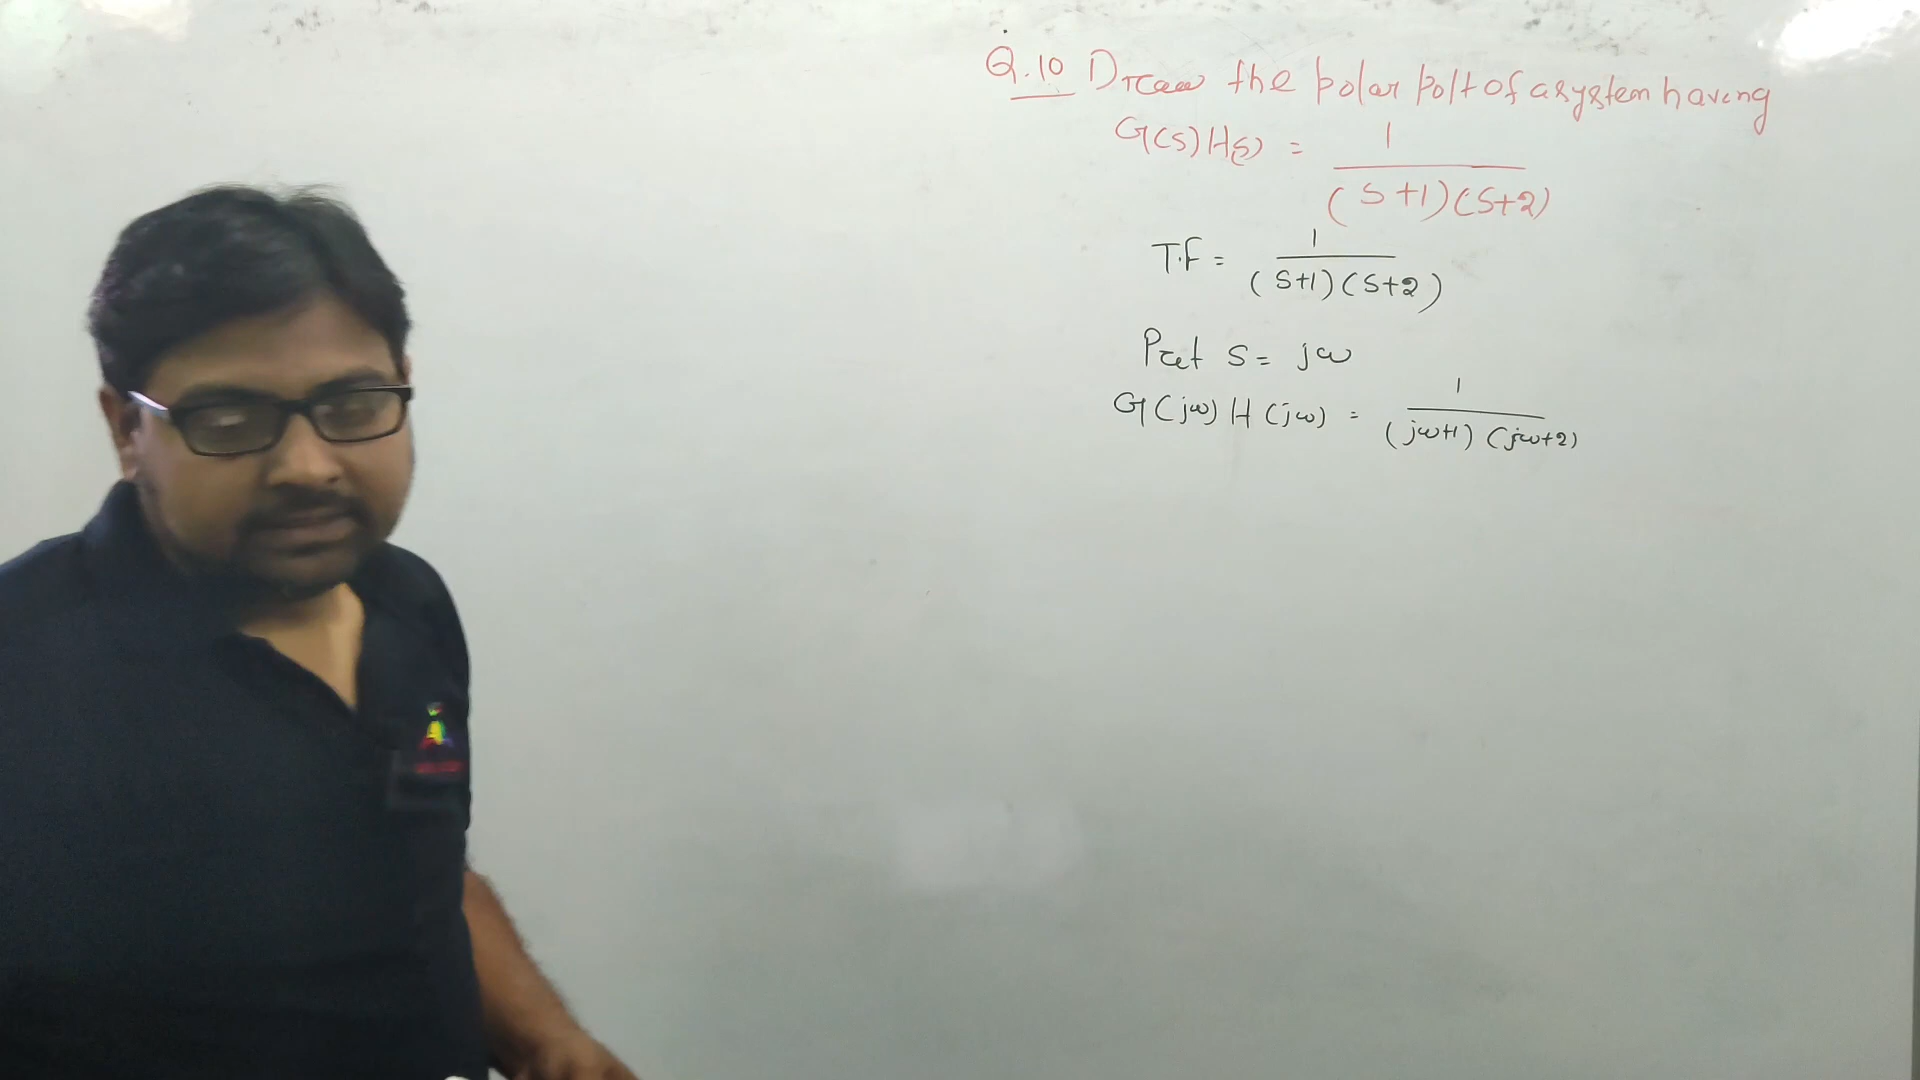 Q.10 Draw the polar polt of a system having
G(s)H(s) = 1
(s+1)(s+2)
T.F = 1
(s+1)(s+2)
Put s = jω
G(jω) H(jω) = 1
(jω+1) (jω+2)